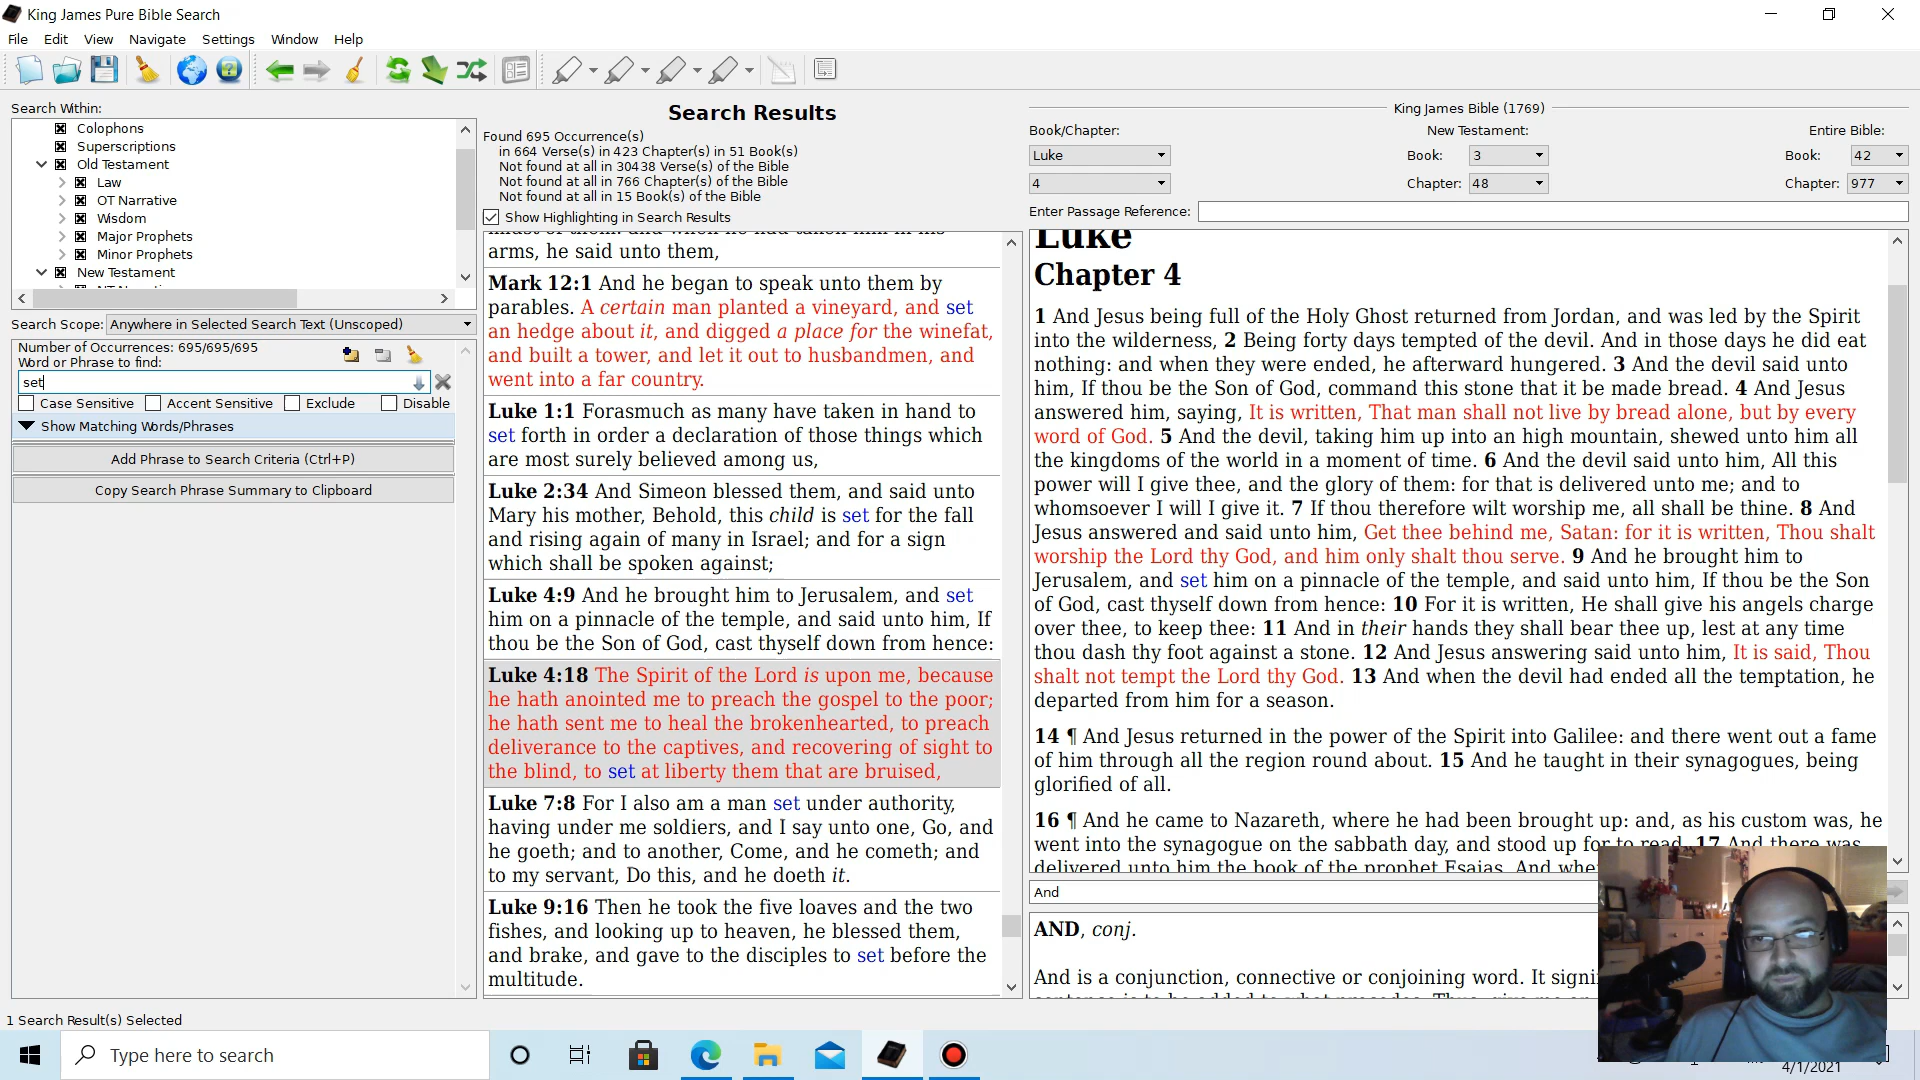 King James Pure Bible Search
File Edit View Navigate Settings Window Help
Search Within:
Colophons
Superscriptions
Old Testament
Law
OT Narrative
Wisdom
Major Prophets
Minor Prophets
New Testament
Search Scope: Anywhere in Selected Search Text (Unscoped)
Number of Occurrences: 695/695/695
Word or Phrase to find:
set
Case Sensitive Accent Sensitive Exclude Disable
Show Matching Words/Phrases
Add Phrase to Search Criteria (Ctrl+P)
Copy Search Phrase Summary to Clipboard
Search Results
Found 695 Occurrence(s)
in 664 Verse(s) in 423 Chapter(s) in 51 Book(s)
Not found at all in 30438 Verse(s) of the Bible
Not found at all in 766 Chapter(s) of the Bible
Not found at all in 15 Book(s) of the Bible
Show Highlighting in Search Results
arms, he said unto them,
Mark 12:1 And he began to speak unto them by
parables. A certain man planted a vineyard, and set
an hedge about it, and digged a place for the winefat,
and built a tower, and let it out to husbandmen, and
went into a far country.
Luke 1:1 Forasmuch as many have taken in hand to
set forth in order a declaration of those things which
are most surely believed among us,
Luke 2:34 And Simeon blessed them, and said unto
Mary his mother, Behold, this child is set for the fall
and rising again of many in Israel; and for a sign
which shall be spoken against;
Luke 4:9 And he brought him to Jerusalem, and set
him on a pinnacle of the temple, and said unto him, If
thou be the Son of God, cast thyself down from hence:
Luke 4:18 The Spirit of the Lord is upon me, because
he hath anointed me to preach the gospel to the poor;
he hath sent me to heal the brokenhearted, to preach
deliverance to the captives, and recovering of sight to
the blind, to set at liberty them that are bruised,
Luke 7:8 For I also am a man set under authority,
having under me soldiers, and I say unto one, Go, and
he goeth; and to another, Come, and he cometh; and
to my servant, Do this, and he doeth it.
Luke 9:16 Then he took the five loaves and the two
fishes, and looking up to heaven, he blessed them,
and brake, and gave to the disciples to set before the
multitude.
King James Bible (1769)
Book/Chapter: New Testament: Entire Bible:
Luke Book: 3 Book: 42
4 Chapter: 48 Chapter: 977
Enter Passage Reference:
Luke
Chapter 4
1 And Jesus being full of the Holy Ghost returned from Jordan, and was led by the Spirit
into the wilderness, 2 Being forty days tempted of the devil. And in those days he did eat
nothing: and when they were ended, he afterward hungered. 3 And the devil said unto
him, If thou be the Son of God, command this stone that it be made bread. 4 And Jesus
answered him, saying, It is written, That man shall not live by bread alone, but by every
word of God. 5 And the devil, taking him up into an high mountain, shewed unto him all
the kingdoms of the world in a moment of time. 6 And the devil said unto him, All this
power will I give thee, and the glory of them: for that is delivered unto me; and to
whomsoever I will I give it. 7 If thou therefore wilt worship me, all shall be thine. 8 And
Jesus answered and said unto him, Get thee behind me, Satan: for it is written, Thou shalt
worship the Lord thy God, and him only shalt thou serve. 9 And he brought him to
Jerusalem, and set him on a pinnacle of the temple, and said unto him, If thou be the Son
of God, cast thyself down from hence: 10 For it is written, He shall give his angels charge
over thee, to keep thee: 11 And in their hands they shall bear thee up, lest at any time
thou dash thy foot against a stone. 12 And Jesus answering said unto him, It is said, Thou
shalt not tempt the Lord thy God. 13 And when the devil had ended all the temptation, he
departed from him for a season.
14 ¶ And Jesus returned in the power of the Spirit into Galilee: and there went out a fame
of him through all the region round about. 15 And he taught in their synagogues, being
glorified of all.
16 ¶ And he came to Nazareth, where he had been brought up: and, as his custom was, he
went into the synagogue on the sabbath day, and stood up for to read. 17 And there was
delivered unto him the book of the prophet Esaias. And
And
AND, conj.
And is a conjunction, connective or conjoining word. It
1 Search Result(s) Selected
Type here to search
4/1/2021